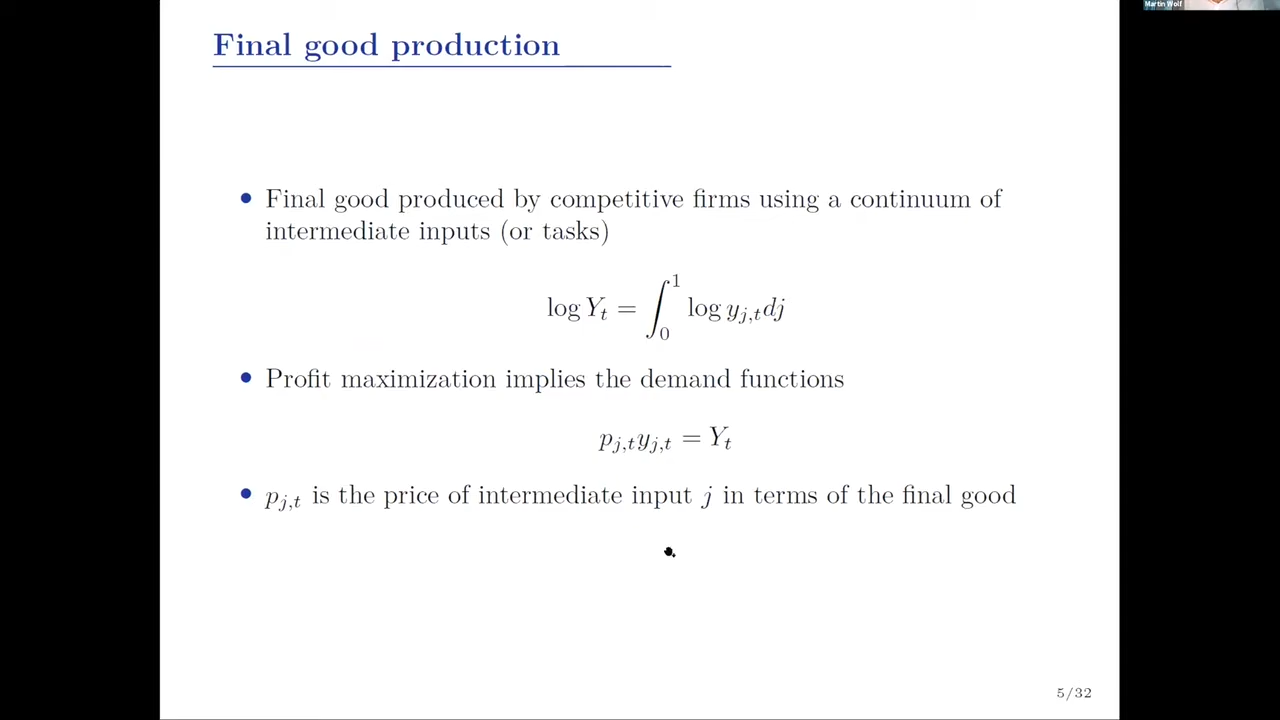 Martin Wolf
Final good production
• Final good produced by competitive firms using a continuum of
intermediate inputs (or tasks)
log Y_t = ∫_0^1 log y_{j,t} dj
• Profit maximization implies the demand functions
p_{j,t} y_{j,t} = Y_t
• p_{j,t} is the price of intermediate input j in terms of the final good
5/32